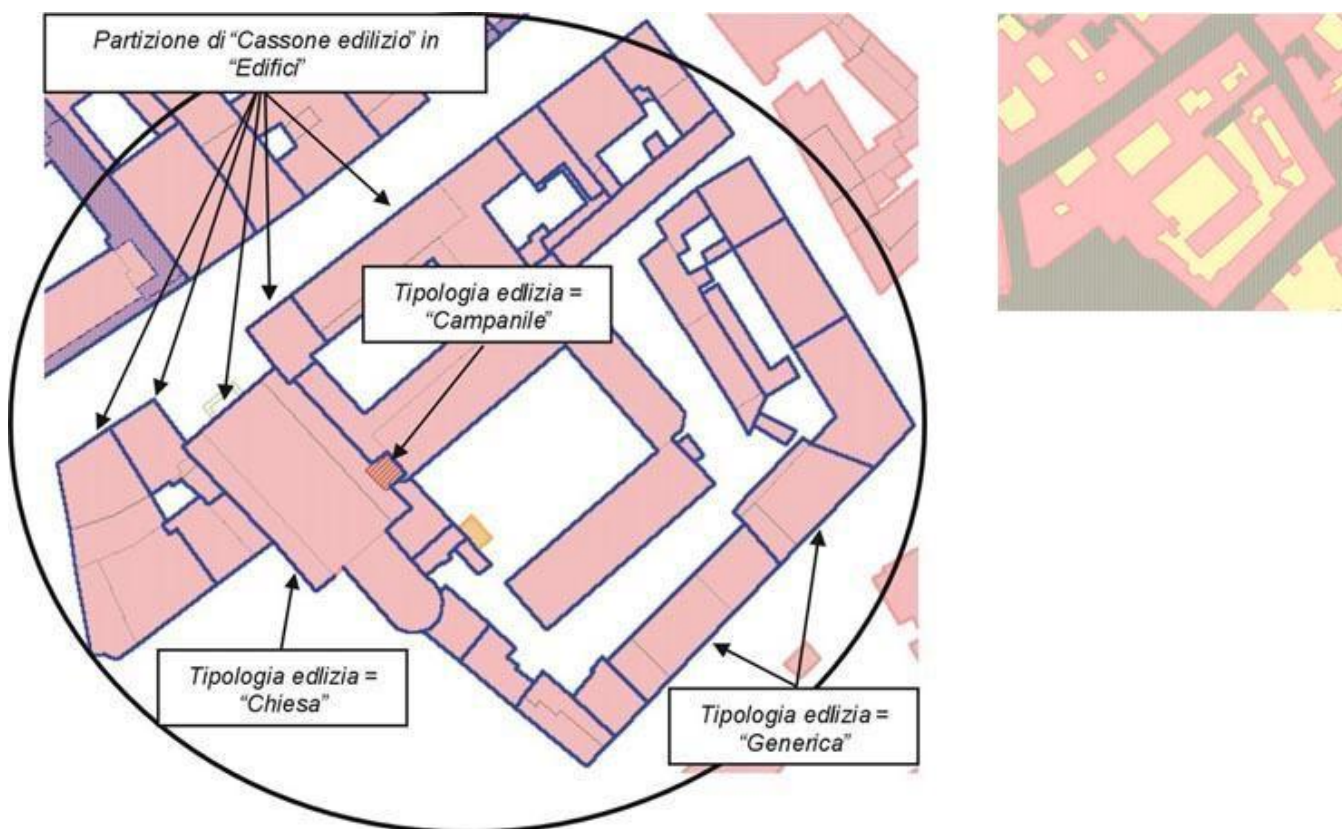 Partizione di "Cassone edilizio" in
"Edifici"
Tipologia edlizia =
"Campanile"
Tipologia edlizia =
"Chiesa"
Tipologia edlizia =
"Generica"